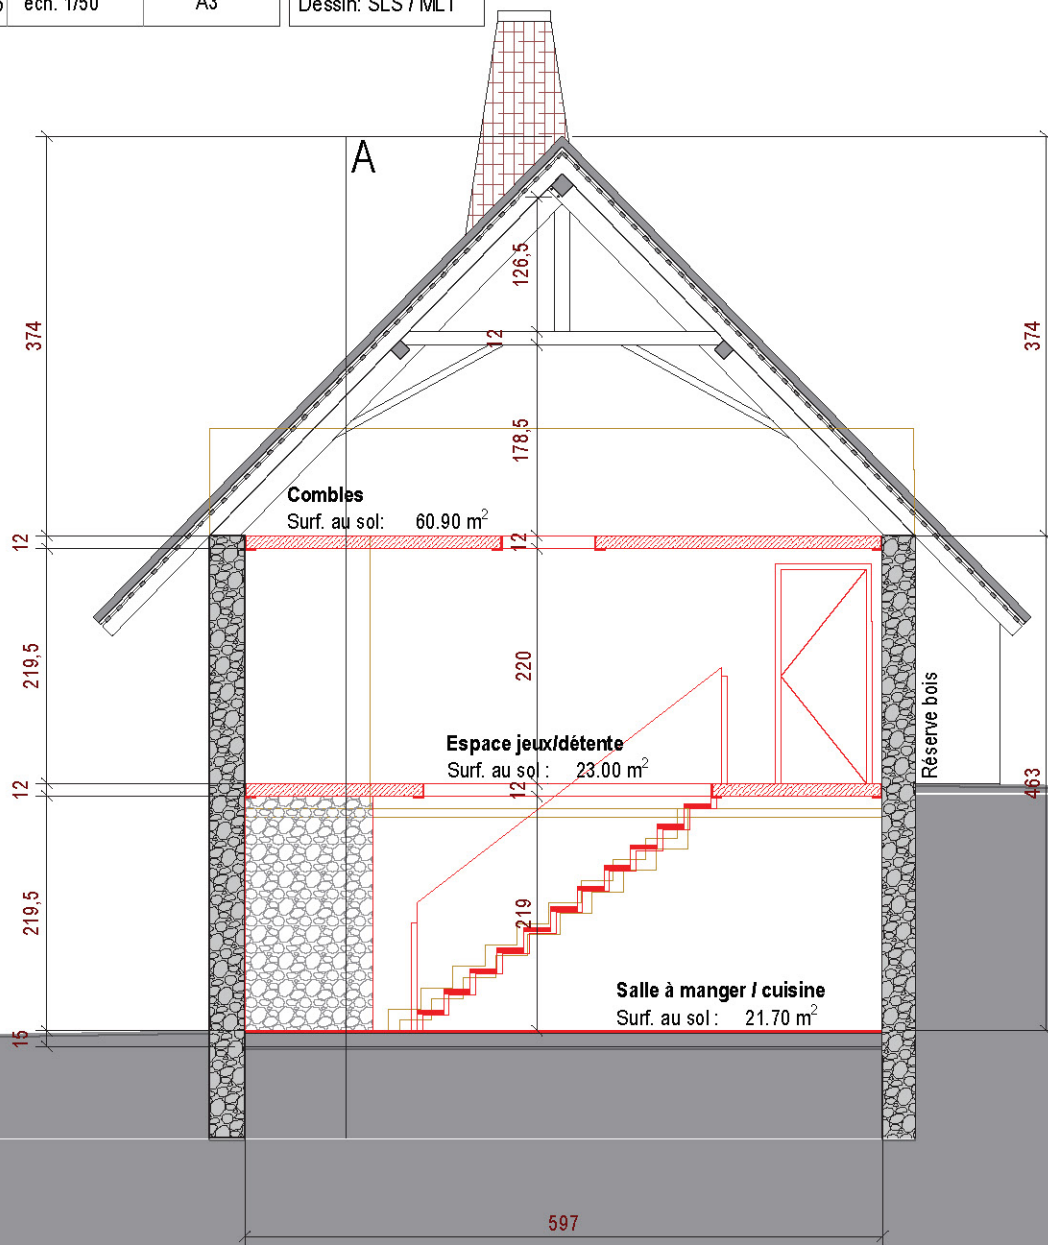 éch. 1/50
A3
Dessin: SLS / MLT
A
126,5
374
12
374
178,5
Combles
Surf. au sol: 60.90 m²
12
12
219,5
220
Réserve bois
Espace jeux/détente
Surf. au sol : 23.00 m²
12
12
463
219,5
219
Salle à manger / cuisine
Surf. au sol : 21.70 m²
15
597